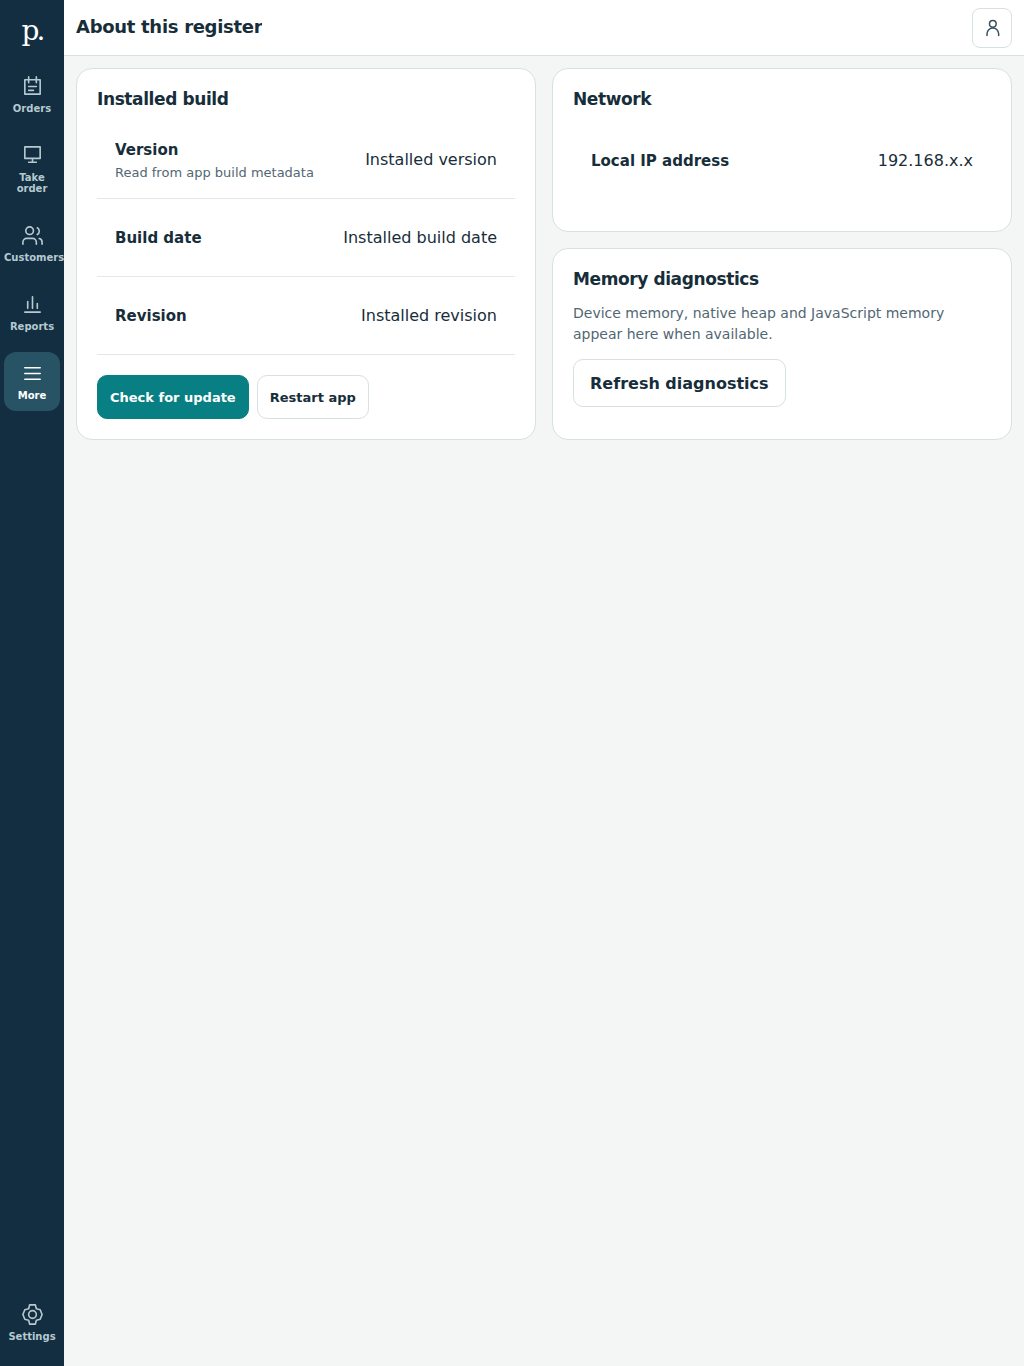 p.
Orders
Take
order
Customers
Reports
More
Settings
About this register
Installed build
Version
Read from app build metadata
Installed version
Build date
Installed build date
Revision
Installed revision
Check for update
Restart app
Network
Local IP address
192.168.x.x
Memory diagnostics
Device memory, native heap and JavaScript memory
appear here when available.
Refresh diagnostics